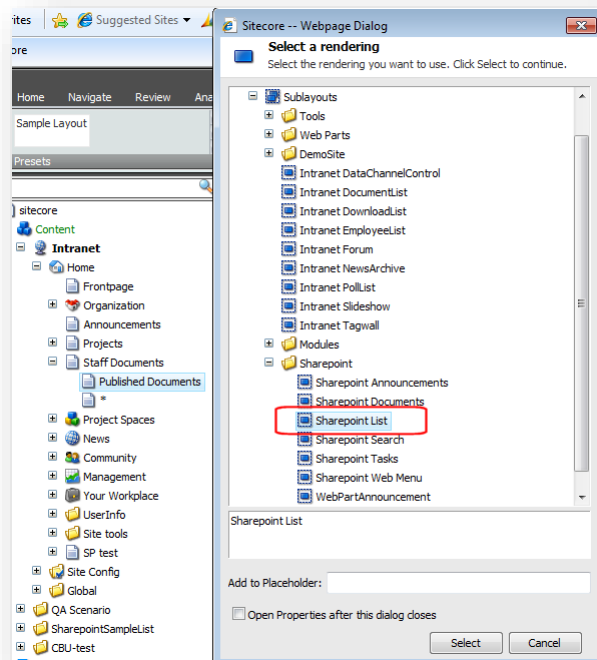 rites
Suggested Sites
ore
Home Navigate Review Ana
Sample Layout
Presets
sitecore
Content
Intranet
Home
Frontpage
Organization
Announcements
Projects
Staff Documents
Published Documents
*
Project Spaces
News
Community
Management
Your Workplace
UserInfo
Site tools
SP test
Site Config
Global
QA Scenario
SharepointSampleList
CBU-test
Sitecore -- Webpage Dialog
Select a rendering
Select the rendering you want to use. Click Select to continue.
Sublayouts
Tools
Web Parts
DemoSite
Intranet DataChannelControl
Intranet DocumentList
Intranet DownloadList
Intranet EmployeeList
Intranet Forum
Intranet NewsArchive
Intranet PollList
Intranet Slideshow
Intranet Tagwall
Modules
Sharepoint
Sharepoint Announcements
Sharepoint Documents
Sharepoint List
Sharepoint Search
Sharepoint Tasks
Sharepoint Web Menu
WebPartAnnouncement
Sharepoint List
Add to Placeholder:
Open Properties after this dialog closes
Select Cancel